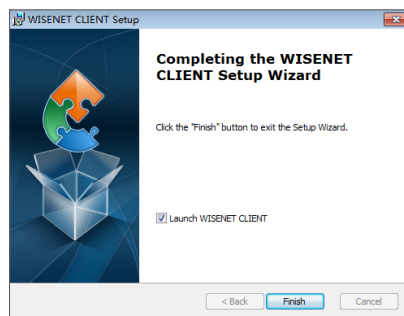 WISENET CLIENT Setup
Completing the WISENET
CLIENT Setup Wizard
Click the "Finish" button to exit the Setup Wizard.
Launch WISENET CLIENT
< Back Finish Cancel